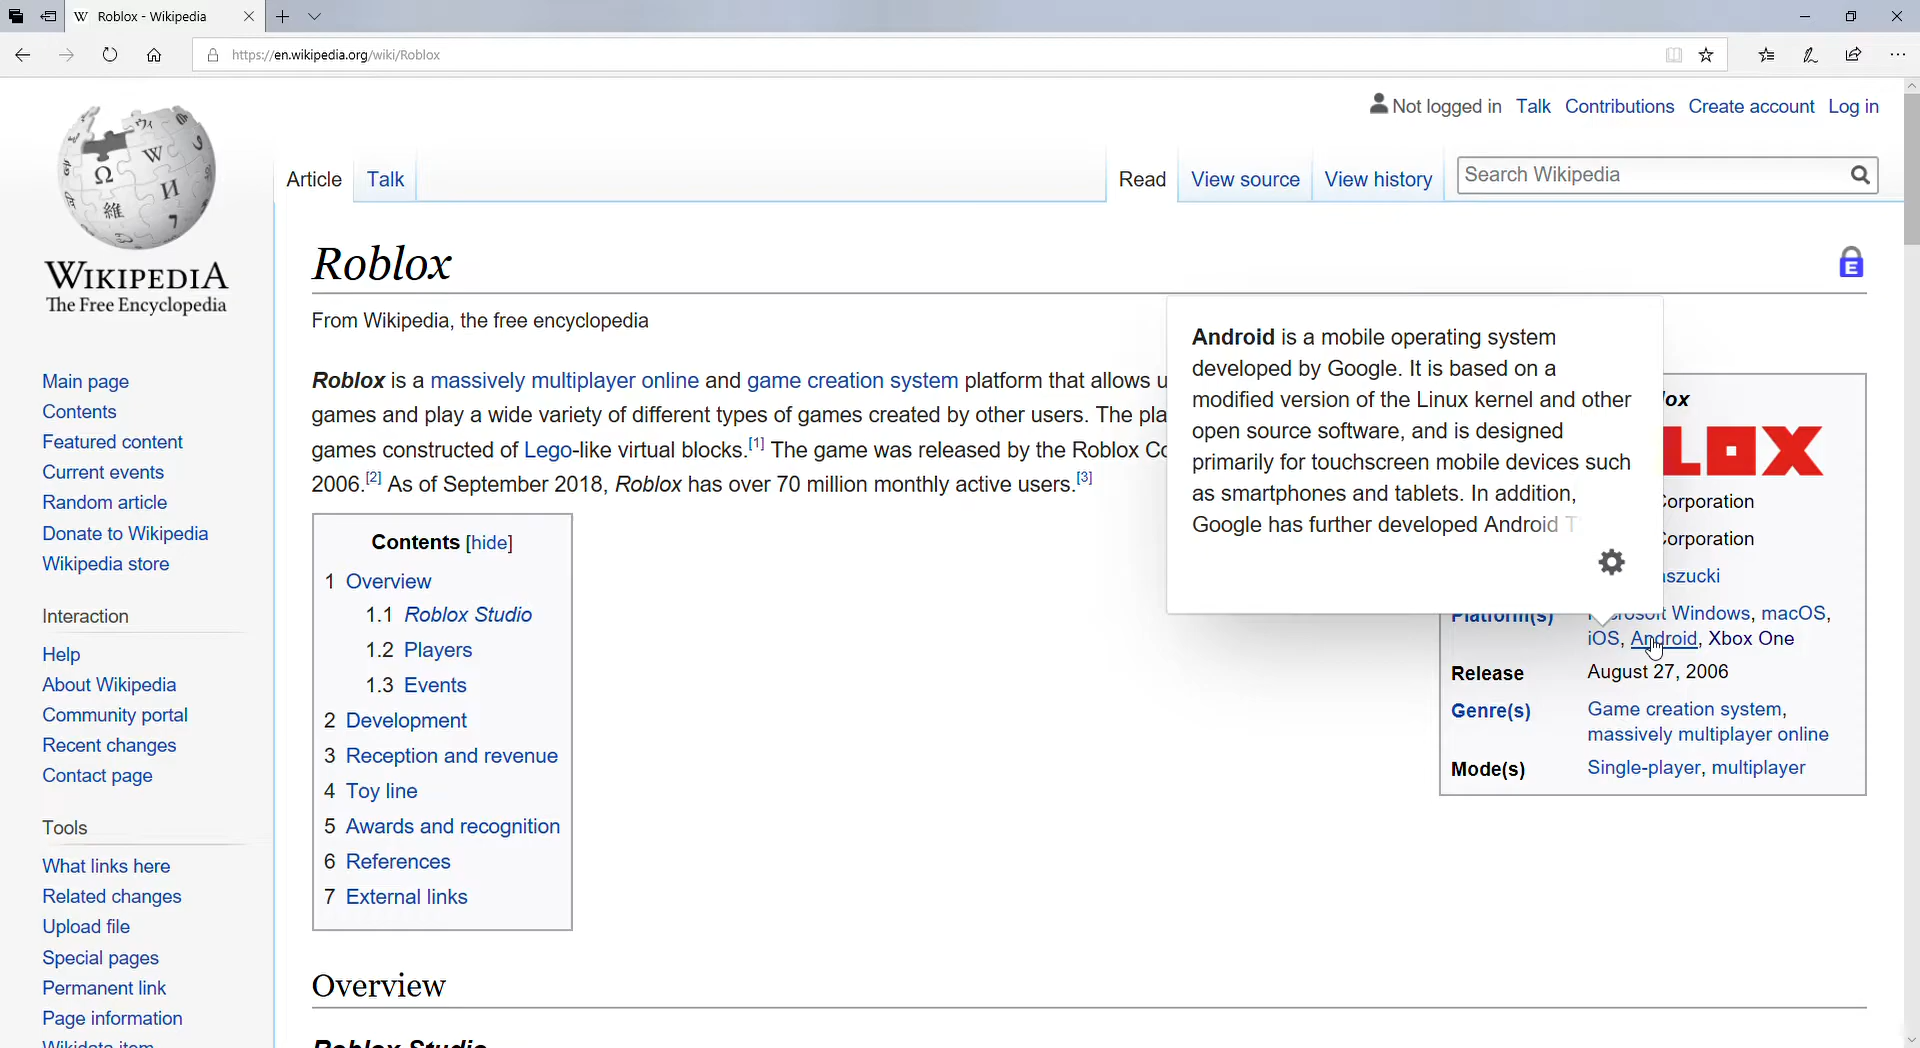 Roblox - Wikipedia
https://en.wikipedia.org/wiki/Roblox
Not logged in Talk Contributions Create account Log in
Article Talk Read View source View history Search Wikipedia
WIKIPEDIA
The Free Encyclopedia
Main page
Contents
Featured content
Current events
Random article
Donate to Wikipedia
Wikipedia store
Interaction
Help
About Wikipedia
Community portal
Recent changes
Contact page
Tools
What links here
Related changes
Upload file
Special pages
Permanent link
Page information
Wikidata item
Roblox
E
From Wikipedia, the free encyclopedia
Roblox is a massively multiplayer online and game creation system platform that allows u
games and play a wide variety of different types of games created by other users. The pla
games constructed of Lego-like virtual blocks.[1] The game was released by the Roblox Co
2006.[2] As of September 2018, Roblox has over 70 million monthly active users.[3]
Contents [hide]
1 Overview
1.1 Roblox Studio
1.2 Players
1.3 Events
2 Development
3 Reception and revenue
4 Toy line
5 Awards and recognition
6 References
7 External links
Overview
Roblox Studio
Android is a mobile operating system
developed by Google. It is based on a
modified version of the Linux kernel and other
open source software, and is designed
primarily for touchscreen mobile devices such
as smartphones and tablets. In addition,
Google has further developed Android T
lox
LOX
Corporation
Corporation
aszucki
Platform(s) Microsoft Windows, macOS,
iOS, Android, Xbox One
Release August 27, 2006
Genre(s) Game creation system,
massively multiplayer online
Mode(s) Single-player, multiplayer